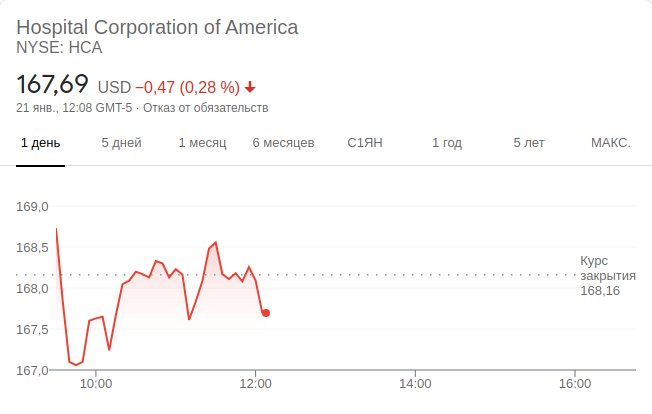 Hospital Corporation of America
NYSE: HCA
167,69 USD −0,47 (0,28 %)
21 янв., 12:08 GMT-5 · Отказ от обязательств
1 день 5 дней 1 месяц 6 месяцев С1ЯН 1 год 5 лет МАКС.
169,0
168,5
Курс
закрытия
168,16
168,0
167,5
167,0
10:00 12:00 14:00 16:00